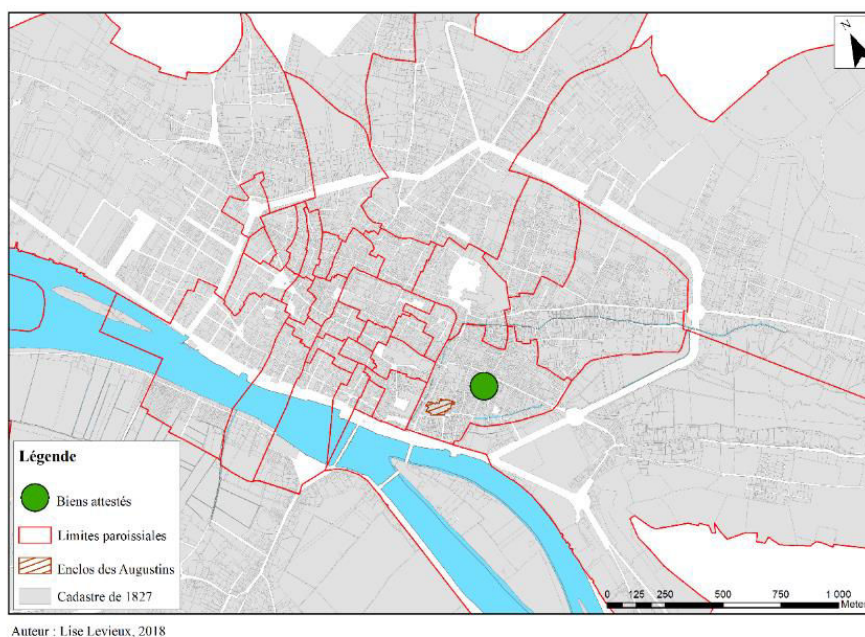 N
Légende
Biens attestés
Limites paroissiales
Enclos des Augustins
Cadastre de 1827
0 125 250 500 750 1 000
Meters
Auteur : Lise Levieux, 2018